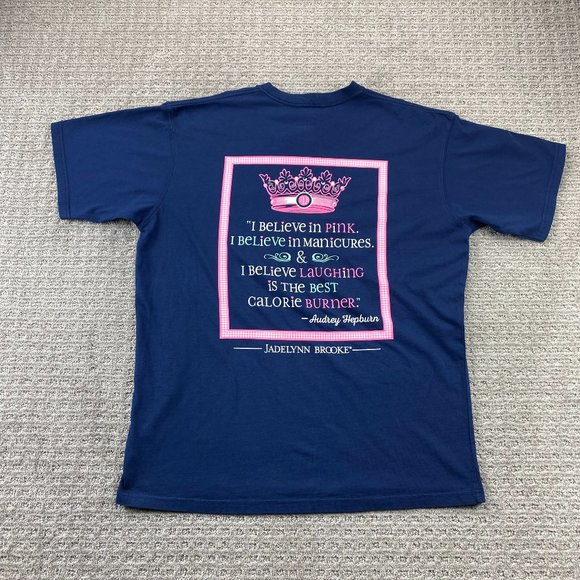 "I Believe in Pink.
I Believe in Manicures.
&
I Believe Laughing
is the Best
Calorie Burner."
— Audrey Hepburn
Jadelynn Brooke®